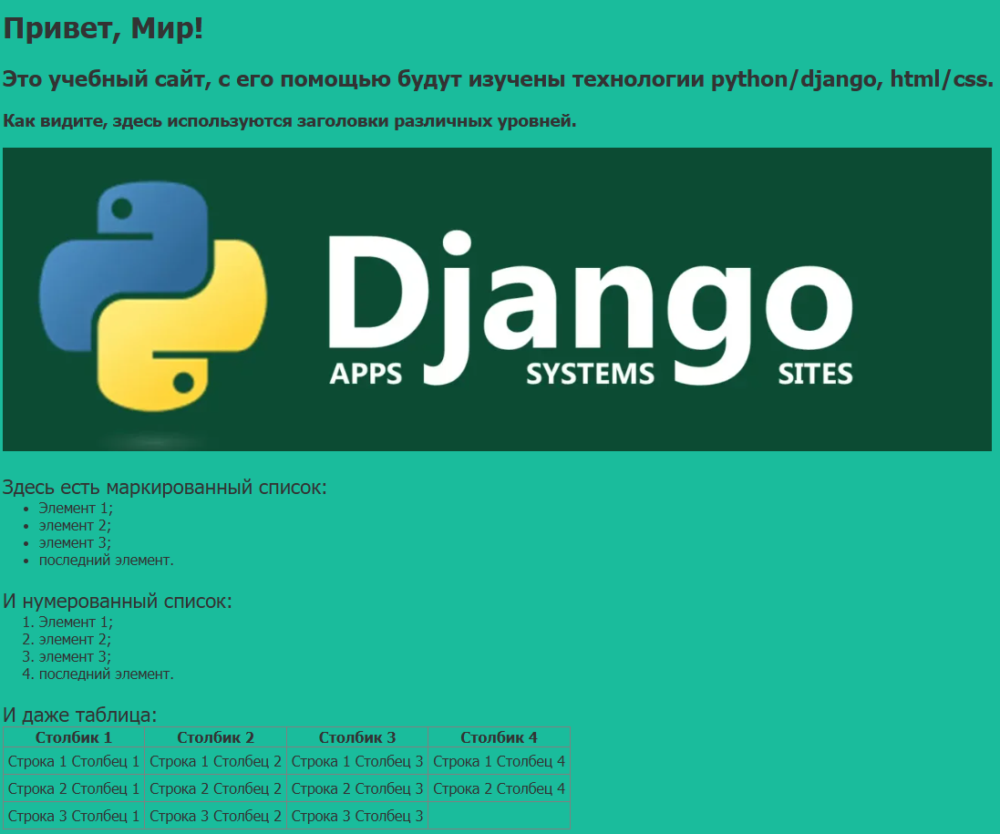 Привет, Мир!
Это учебный сайт, с его помощью будут изучены технологии python/django, html/css.
Как видите, здесь используются заголовки различных уровней.
Django
APPS SYSTEMS SITES
Здесь есть маркированный список:
• Элемент 1;
• элемент 2;
• элемент 3;
• последний элемент.
И нумерованный список:
1. Элемент 1;
2. элемент 2;
3. элемент 3;
4. последний элемент.
И даже таблица:
Столбик 1 Столбик 2 Столбик 3 Столбик 4
Строка 1 Столбец 1 Строка 1 Столбец 2 Строка 1 Столбец 3 Строка 1 Столбец 4
Строка 2 Столбец 1 Строка 2 Столбец 2 Строка 2 Столбец 3 Строка 2 Столбец 4
Строка 3 Столбец 1 Строка 3 Столбец 2 Строка 3 Столбец 3